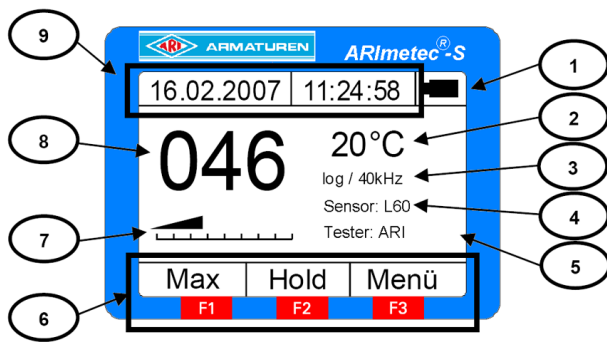 9
ARI ARMATUREN
ARImetec®-S
16.02.2007 11:24:58
1
8
046
20°C
2
log / 40kHz
3
Sensor: L60
4
7
Tester: ARI
5
Max Hold Menü
6
F1 F2 F3